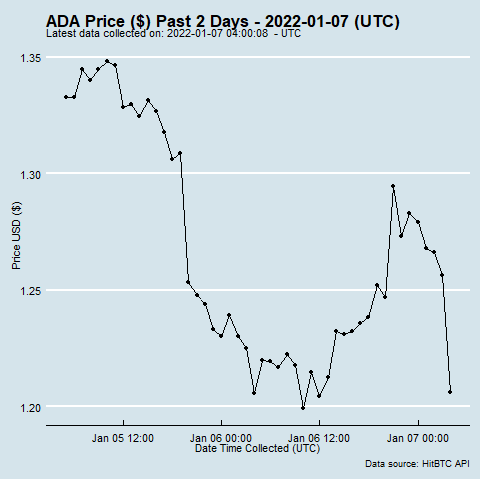 ADA Price ($) Past 2 Days - 2022-01-07 (UTC)
Latest data collected on: 2022-01-07 04:00:08 - UTC
1.35
1.30
1.25
1.20
Price USD ($)
Jan 05 12:00 Jan 06 00:00 Jan 06 12:00 Jan 07 00:00
Date Time Collected (UTC)
Data source: HitBTC API